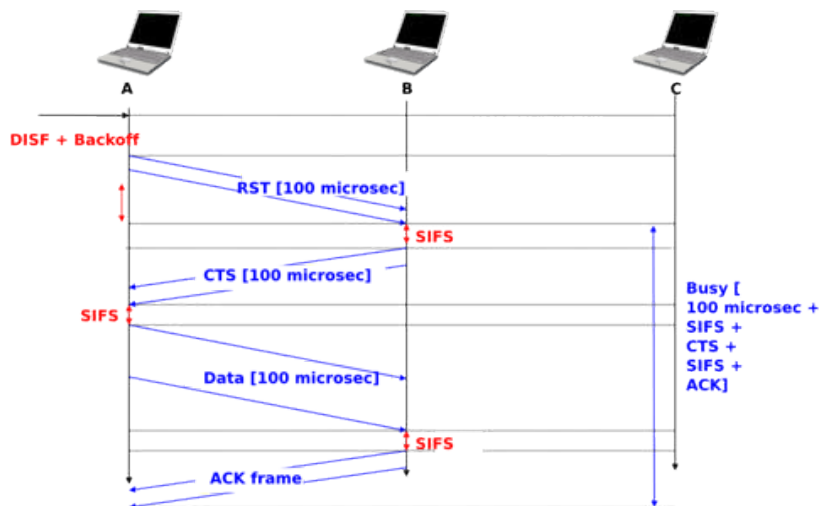 A
B
C
DISF + Backoff
RST [100 microsec]
SIFS
CTS [100 microsec]
Busy [
100 microsec +
SIFS +
CTS +
SIFS +
ACK]
SIFS
Data [100 microsec]
SIFS
ACK frame